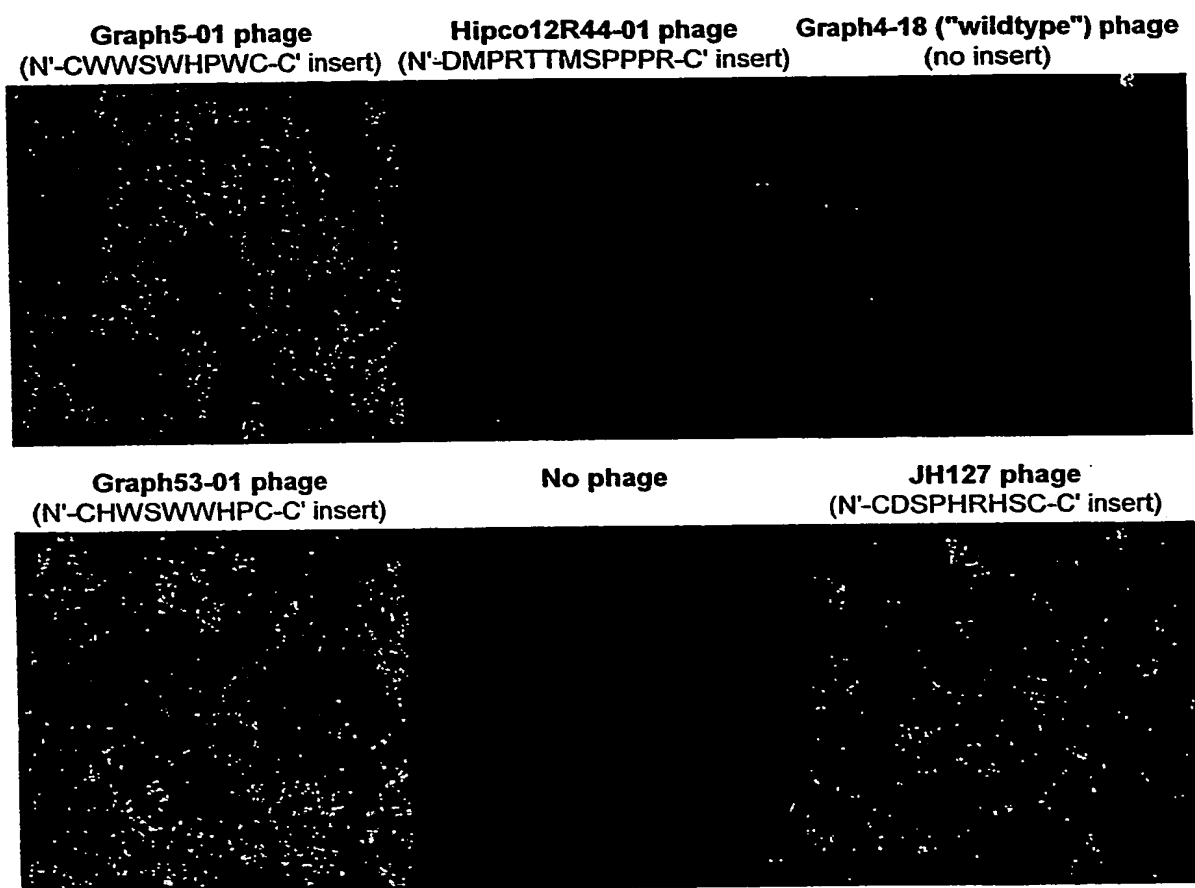 Graph5-01 phage
(N'-CWWSWHPWC-C' insert)
Hipco12R44-01 phage
(N'-DMPRTTMSPPPR-C' insert)
Graph4-18 ("wildtype") phage
(no insert)
Graph53-01 phage
(N'-CHWSWWHPC-C' insert)
No phage
JH127 phage
(N'-CDSPHRHSC-C' insert)